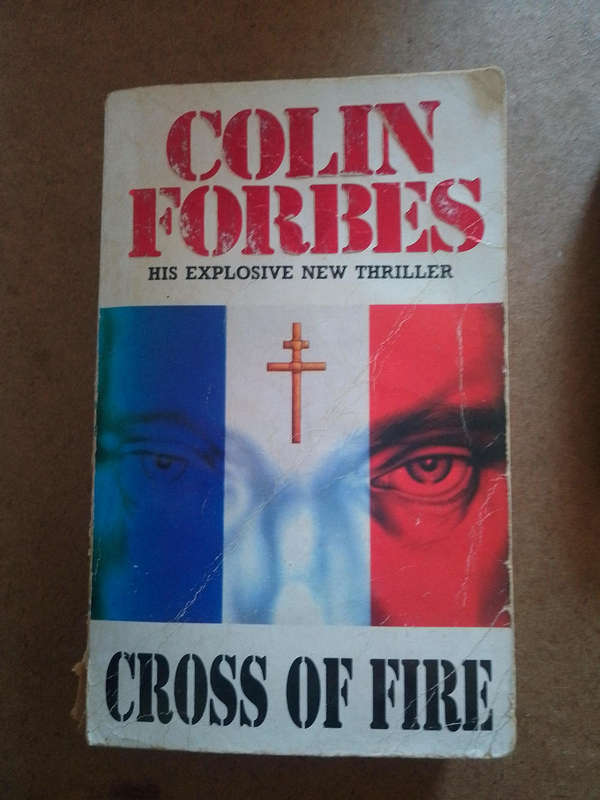 COLIN
FORBES
HIS EXPLOSIVE NEW THRILLER
CROSS OF FIRE